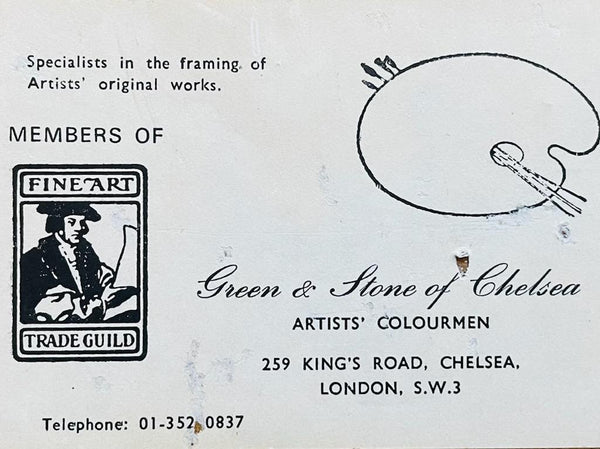 Specialists in the framing of
Artists' original works.
MEMBERS OF
FINE ART
TRADE GUILD
Green & Stone of Chelsea
ARTISTS' COLOURMEN
259 KING'S ROAD, CHELSEA,
LONDON, S.W.3
Telephone: 01-352 0837